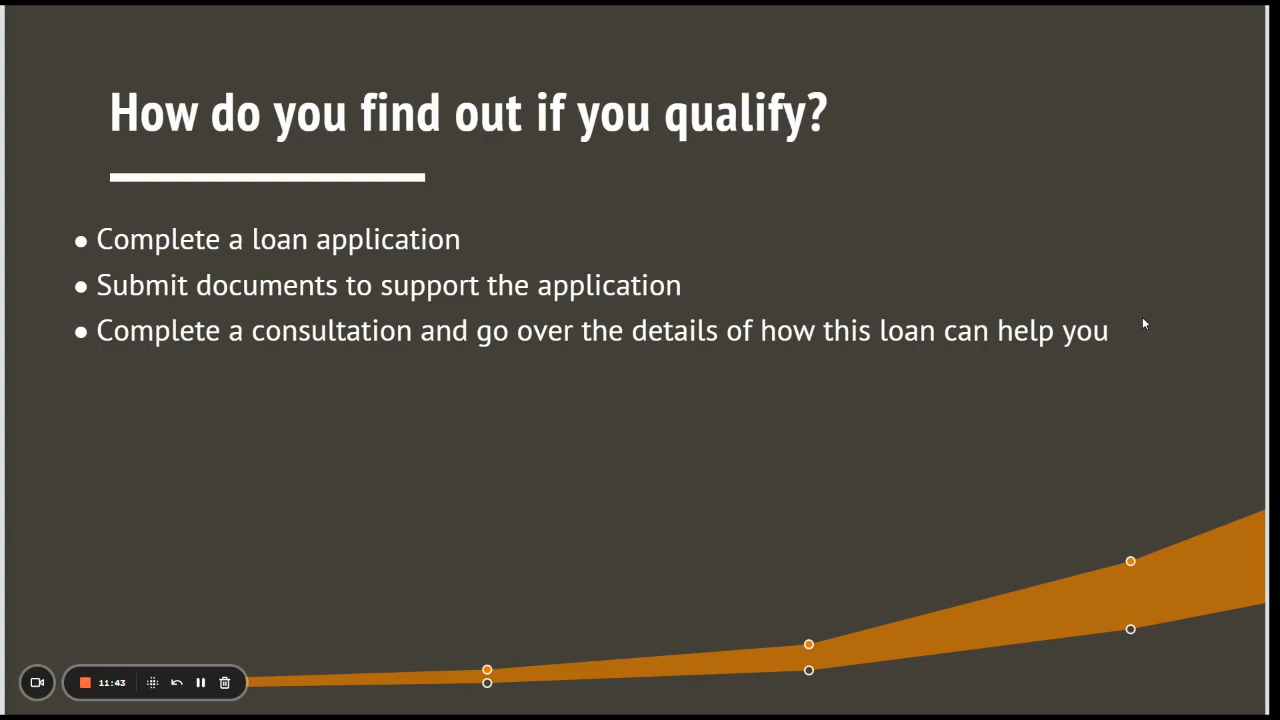 How do you find out if you qualify?
● Complete a loan application
● Submit documents to support the application
● Complete a consultation and go over the details of how this loan can help you
11:43